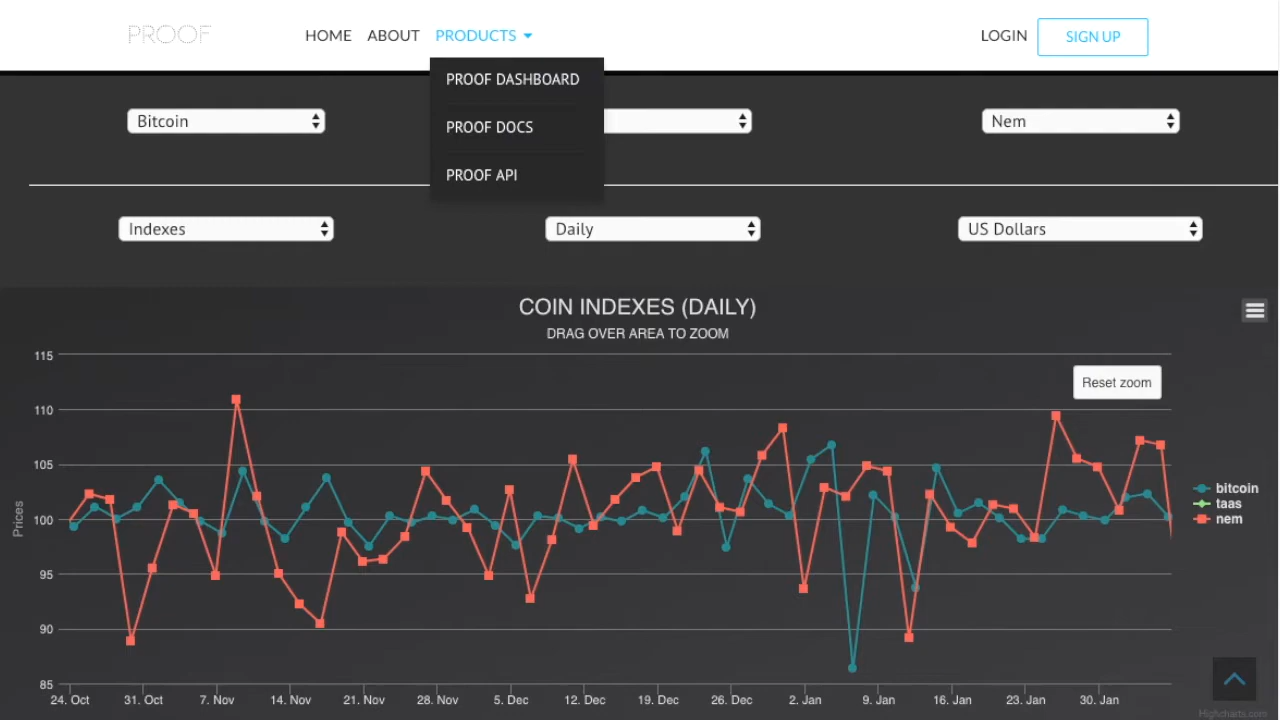 PROOF HOME ABOUT PRODUCTS LOGIN SIGN UP
PROOF DASHBOARD
PROOF DOCS
PROOF API
Bitcoin Nem
Indexes Daily US Dollars
COIN INDEXES (DAILY)
DRAG OVER AREA TO ZOOM
Reset zoom
Prices
115
110
105
100
95
90
85
24. Oct 31. Oct 7. Nov 14. Nov 21. Nov 28. Nov 5. Dec 12. Dec 19. Dec 26. Dec 2. Jan 9. Jan 16. Jan 23. Jan 30. Jan
bitcoin
taas
nem
Highcharts.com